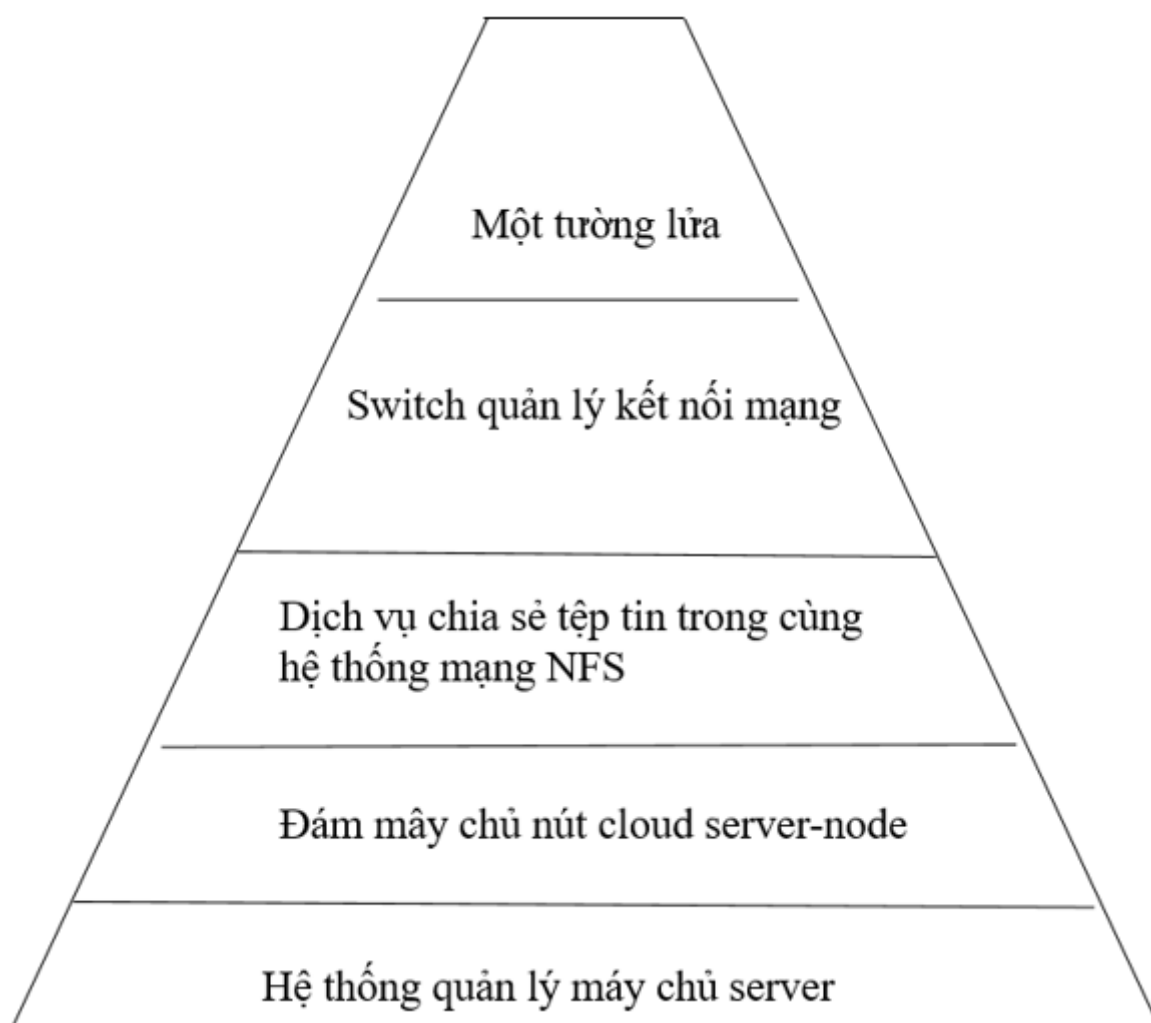 Một tường lửa
Switch quản lý kết nối mạng
Dịch vụ chia sẻ tệp tin trong cùng
hệ thống mạng NFS
Đám mây chủ nút cloud server-node
Hệ thống quản lý máy chủ server